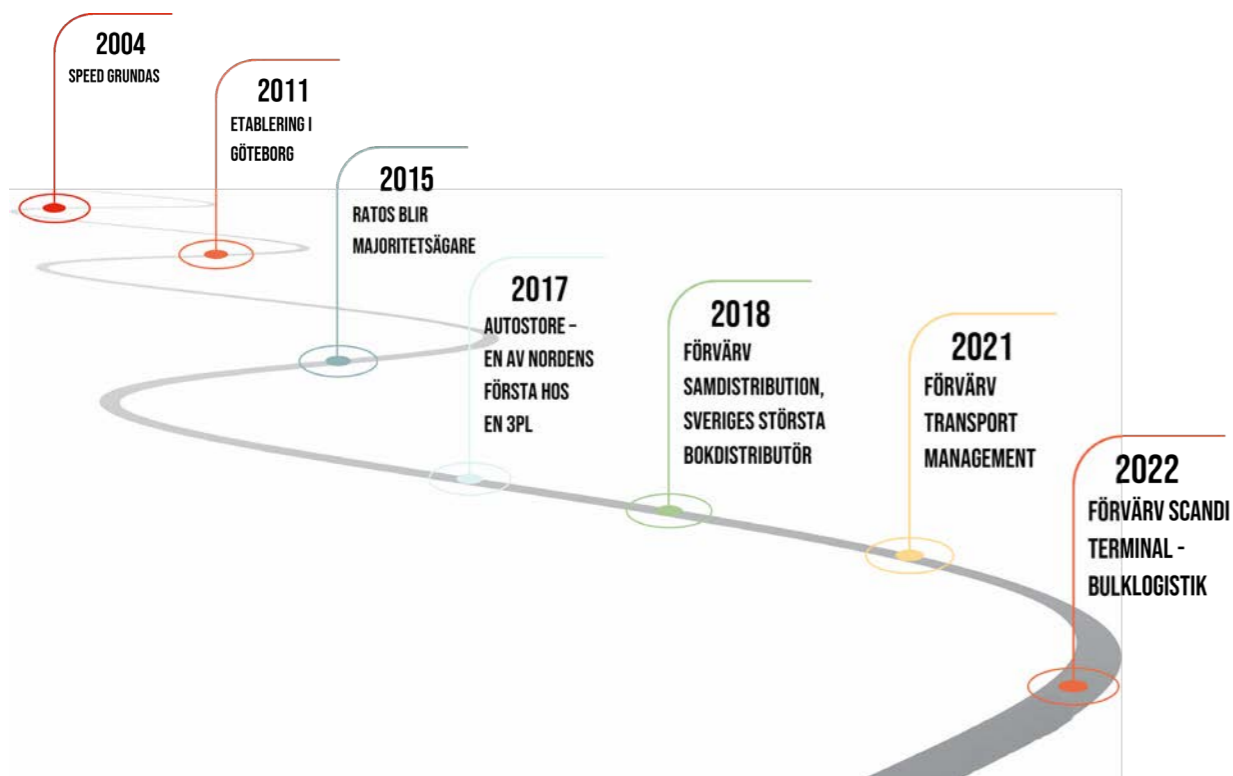 2004
SPEED GRUNDAS
2011
ETABLERING I
GÖTEBORG
2015
RATOS BLIR
MAJORITETSÄGARE
2017
AUTOSTORE –
EN AV NORDENS
FÖRSTA HOS
EN 3PL
2018
FÖRVÄRV
SAMDISTRIBUTION,
SVERIGES STÖRSTA
BOKDISTRIBUTÖR
2021
FÖRVÄRV
TRANSPORT
MANAGEMENT
2022
FÖRVÄRV SCANDI
TERMINAL -
BULKLOGISTIK